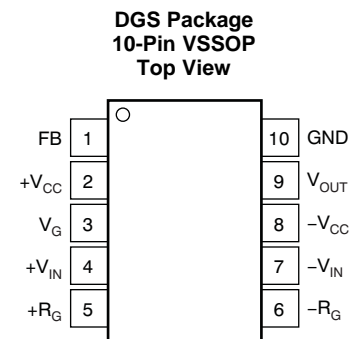 DGS Package
10-Pin VSSOP
Top View
FB 1 10 GND
+VCC 2 9 VOUT
VG 3 8 −VCC
+VIN 4 7 −VIN
+RG 5 6 −RG